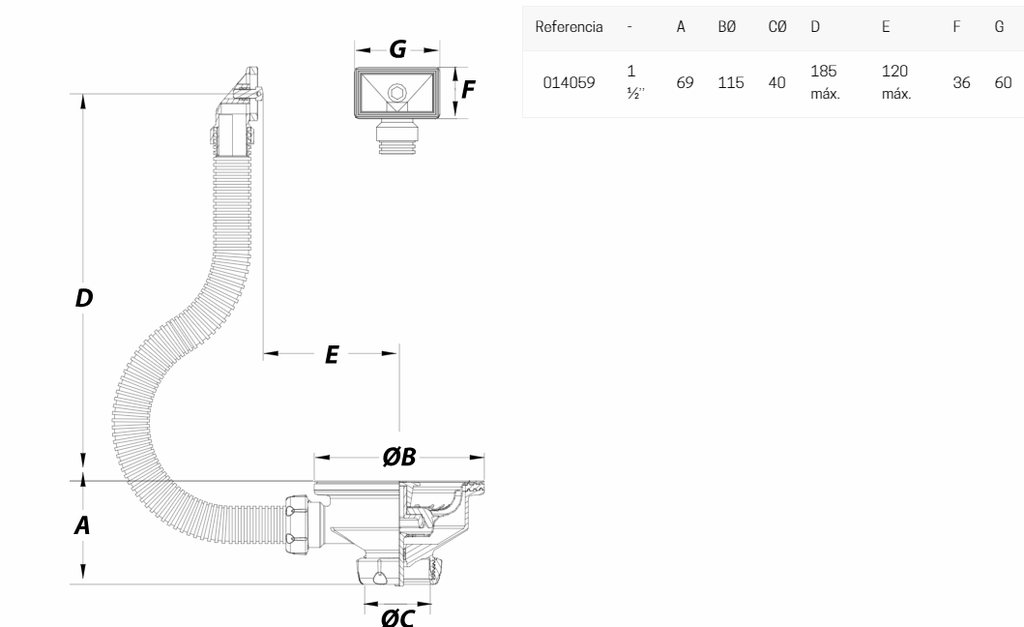 Referencia - A BØ CØ D E F G
014059 1 ½’’ 69 115 40 185 máx. 120 máx. 36 60
G
F
D
E
ØB
A
ØC